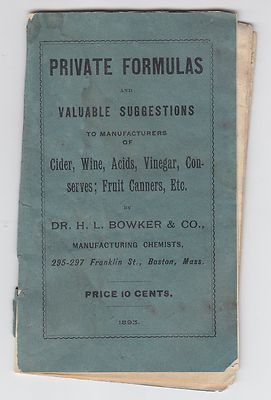 PRIVATE FORMULAS
AND
VALUABLE SUGGESTIONS
TO MANUFACTURERS
OF
Cider, Wine, Acids, Vinegar, Con-
serves; Fruit Canners, Etc.
BY
DR. H. L. BOWKER & CO.,
MANUFACTURING CHEMISTS,
295-297 Franklin St., Boston, Mass.
PRICE 10 CENTS.
1893.